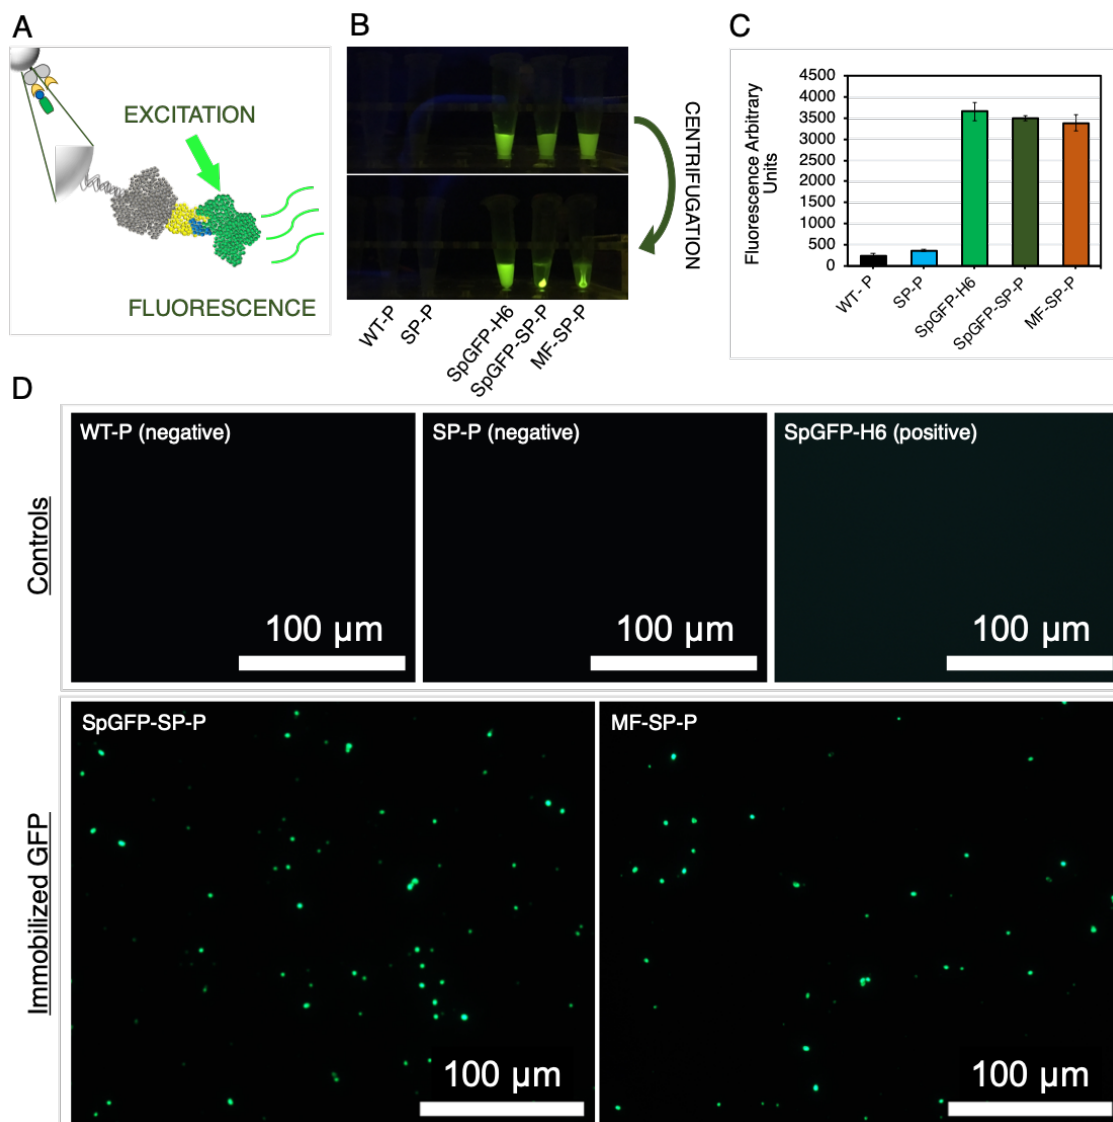 A
EXCITATION
FLUORESCENCE
B
CENTRIFUGATION
WT-P
SP-P
SpGFP-H6
SpGFP-SP-P
MF-SP-P
C
Fluorescence Arbitrary
Units
4500
4000
3500
3000
2500
2000
1500
1000
500
0
WT- P
SP-P
SpGFP-H6
SpGFP-SP-P
MF-SP-P
D
Controls
WT-P (negative)
100 µm
SP-P (negative)
100 µm
SpGFP-H6 (positive)
100 µm
Immobilized GFP
SpGFP-SP-P
100 µm
MF-SP-P
100 µm